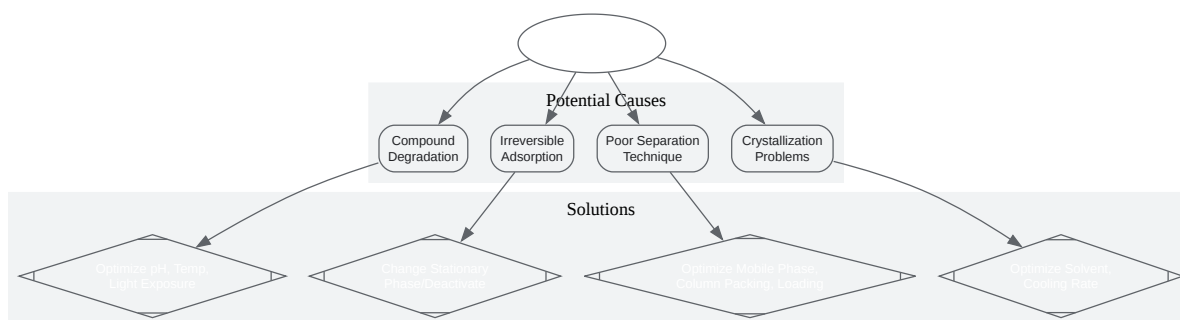 Potential Causes
Compound
Degradation
Irreversible
Adsorption
Poor Separation
Technique
Crystallization
Problems
Solutions
Optimize pH, Temp,
Light Exposure
Change Stationary
Phase/Deactivate
Optimize Mobile Phase,
Column Packing, Loading
Optimize Solvent,
Cooling Rate